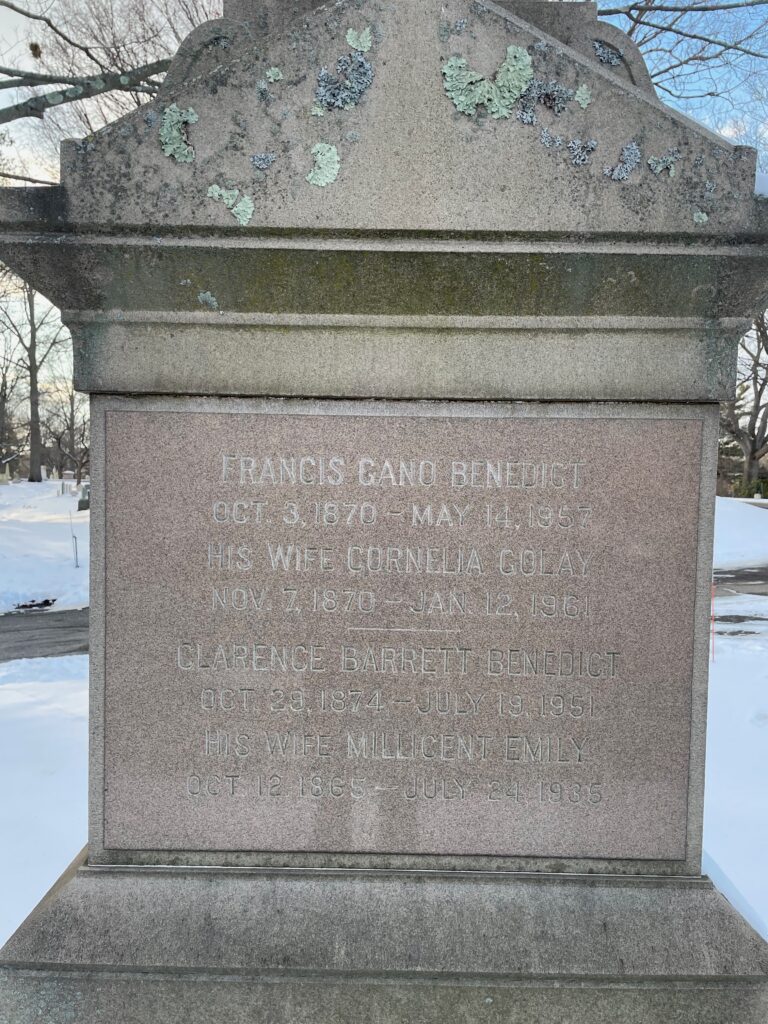 FRANCIS GANO BENEDICT
OCT. 3, 1870 — MAY 14, 1957
HIS WIFE CORNELIA GOLAY
NOV. 7, 1870 — JAN. 12, 1961
CLARENCE BARRETT BENEDICT
OCT. 29, 1874 — JULY 19, 1951
HIS WIFE MILLICENT EMILY
OCT. 12, 1865 — JULY 24, 1935